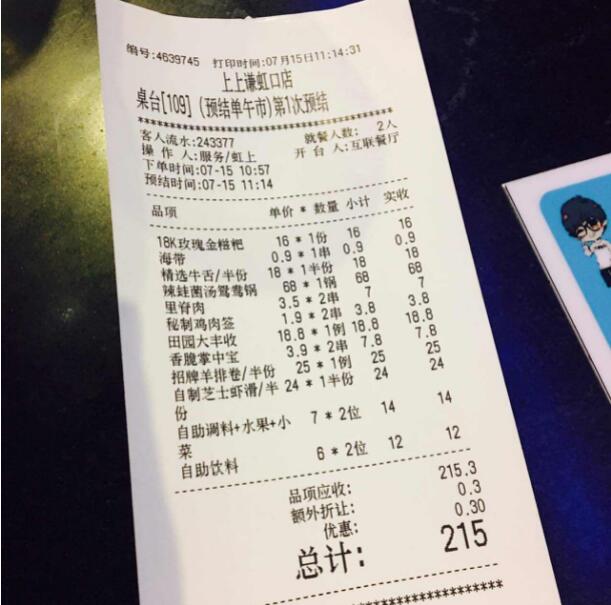 编号:4639745 打印时间:07月15日11:14:31
上上谦虹口店
桌台[109] (预结单午市)第1次预结
客人流水:243377 就餐人数: 2人
操 作 人:服务/虹上 开 台 人:互联餐厅
下单时间:07-15 10:57
预结时间:07-15 11:14
品项 单价 * 数量 小计 实收
18K玫瑰金糍粑 16 * 1份 16 16
海带 0.9 * 1串 0.9 0.9
精选牛舌/半份 18 * 1半份 18 18
辣蛙菌汤鸳鸯锅 68 * 1锅 68 68
里脊肉 3.5 * 2串 7 7
秘制鸡肉签 1.9 * 2串 3.8 3.8
田园大丰收 18.8 * 1例 18.8 18.8
香脆掌中宝 3.9 * 2串 7.8 7.8
招牌羊排卷/半份 25 * 1例 25 25
自制芝士虾滑/半 24 * 1半份 24 24
份
自助调料+水果+小 7 * 2位 14 14
菜
自助饮料 6 * 2位 12 12
品项应收: 215.3
额外折让: 0.3
优惠: 0.30
总计: 215